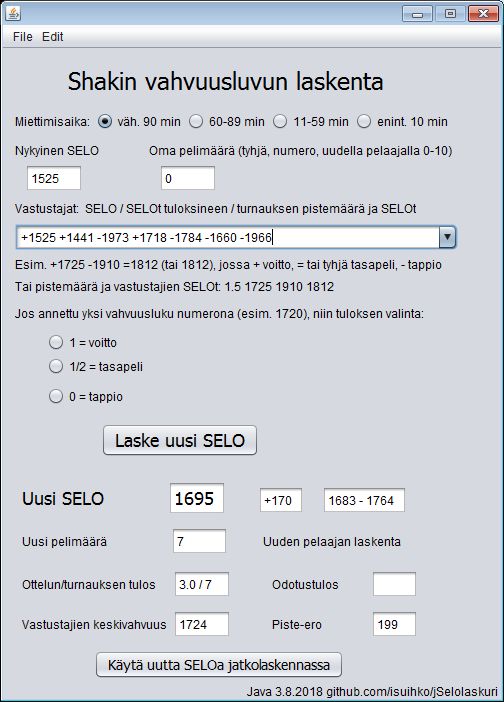 File Edit
Shakin vahvuusluvun laskenta
Miettimisaika: väh. 90 min 60-89 min 11-59 min enint. 10 min
Nykyinen SELO Oma pelimäärä (tyhjä, numero, uudella pelaajalla 0-10)
1525 0
Vastustajat: SELO / SELOt tuloksineen / turnauksen pistemäärä ja SELOt
+1525 +1441 -1973 +1718 -1784 -1660 -1966
Esim. +1725 -1910 =1812 (tai 1812), jossa + voitto, = tai tyhjä tasapeli, - tappio
Tai pistemäärä ja vastustajien SELOt: 1.5 1725 1910 1812
Jos annettu yksi vahvuusluku numerona (esim. 1720), niin tuloksen valinta:
1 = voitto
1/2 = tasapeli
0 = tappio
Laske uusi SELO
Uusi SELO 1695 +170 1683 - 1764
Uusi pelimäärä 7 Uuden pelaajan laskenta
Ottelun/turnauksen tulos 3.0 / 7 Odotustulos
Vastustajien keskivahvuus 1724 Piste-ero 199
Käytä uutta SELOa jatkolaskennassa
Java 3.8.2018 github.com/isuihko/jSelolaskuri